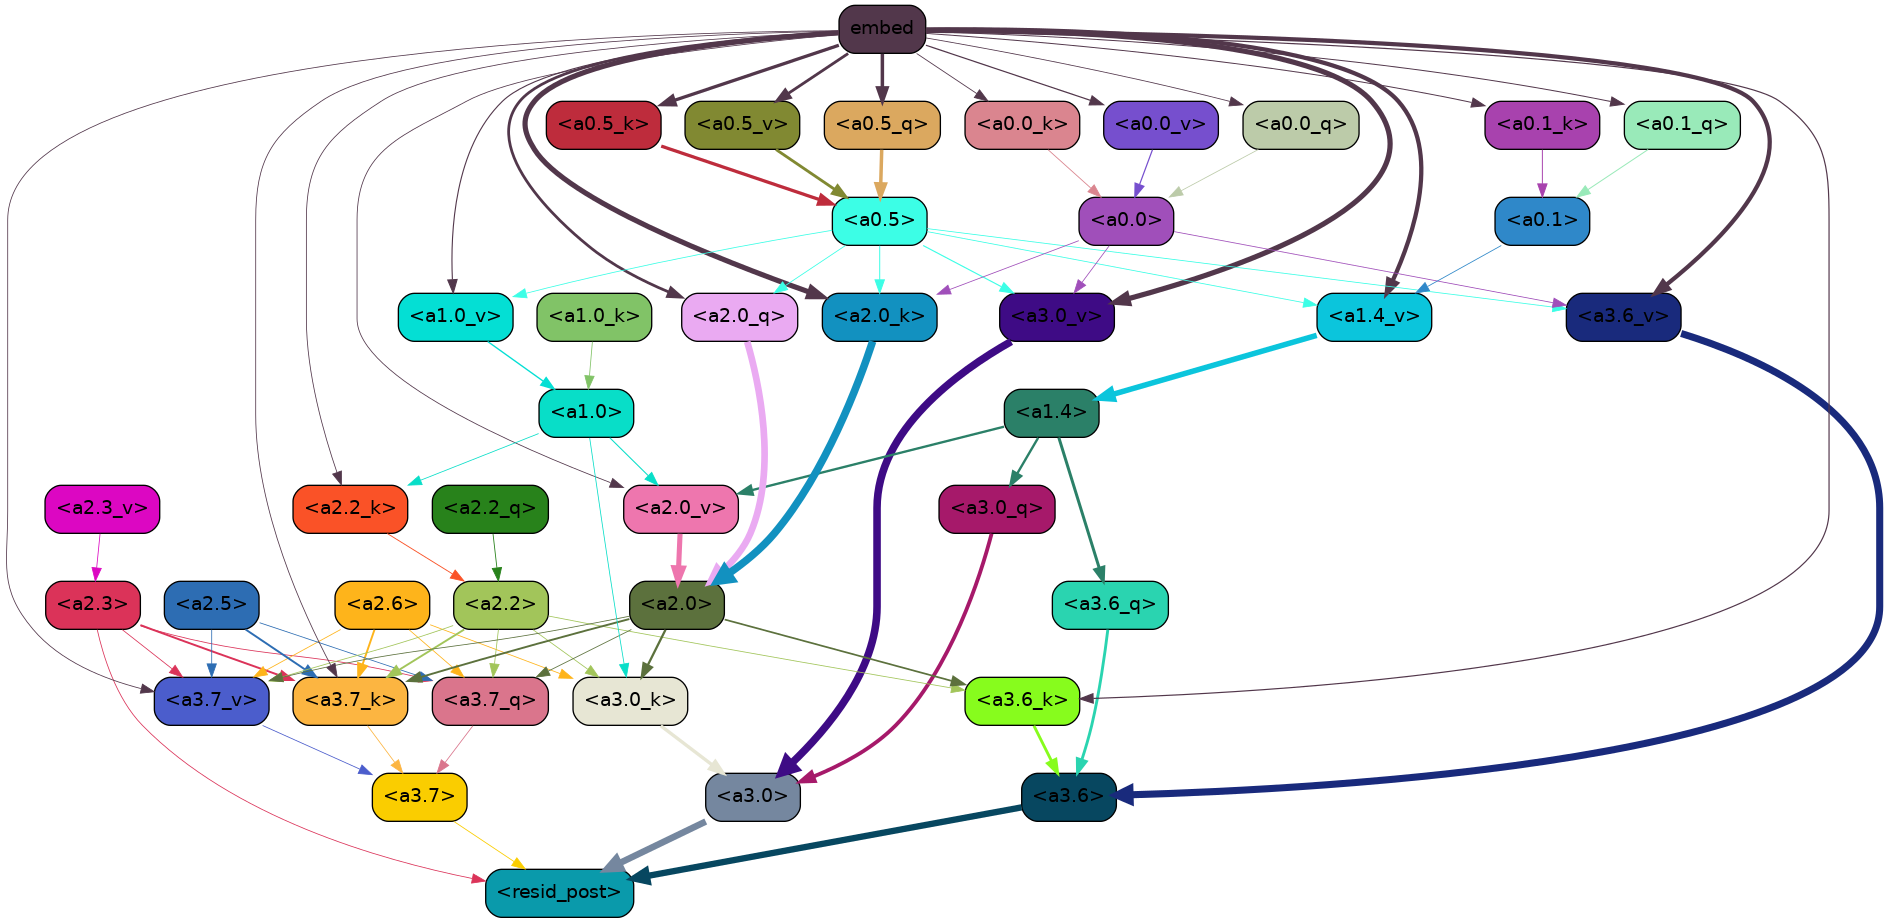 embed
<a0.5_k>
<a0.5_v>
<a0.5_q>
<a0.0_k>
<a0.0_v>
<a0.0_q>
<a0.1_k>
<a0.1_q>
<a0.5>
<a0.0>
<a0.1>
<a1.0_v>
<a1.0_k>
<a2.0_q>
<a2.0_k>
<a3.0_v>
<a1.4_v>
<a3.6_v>
<a1.0>
<a1.4>
<a2.3_v>
<a2.2_k>
<a2.2_q>
<a2.0_v>
<a3.0_q>
<a2.3>
<a2.5>
<a2.6>
<a2.2>
<a2.0>
<a3.6_q>
<a3.7_v>
<a3.7_k>
<a3.7_q>
<a3.0_k>
<a3.6_k>
<a3.7>
<a3.0>
<a3.6>
<resid_post>